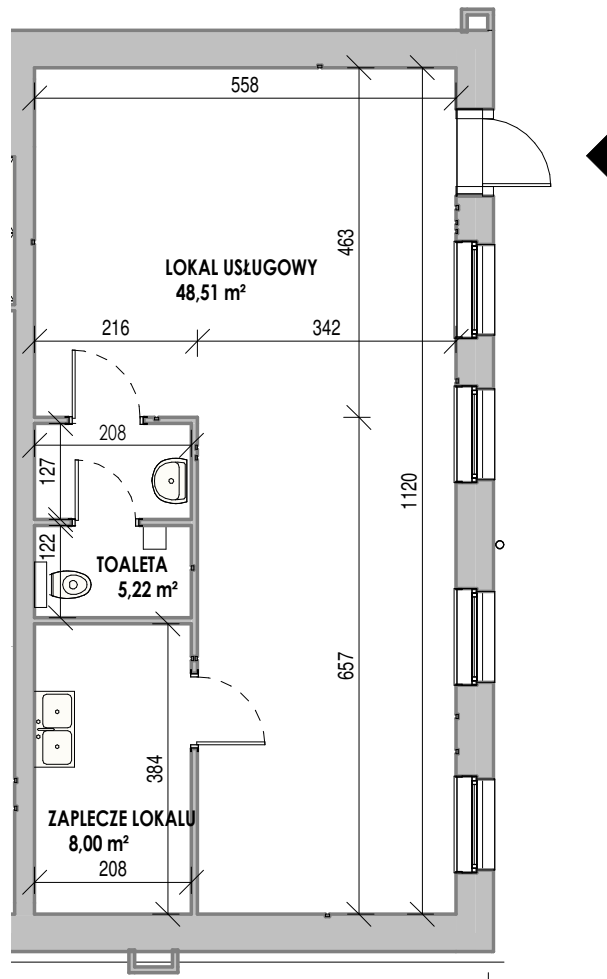 558
463
LOKAL USŁUGOWY
48,51 m²
216
342
208
127
1120
122
TOALETA
5,22 m²
657
384
ZAPLECZE LOKALU
8,00 m²
208